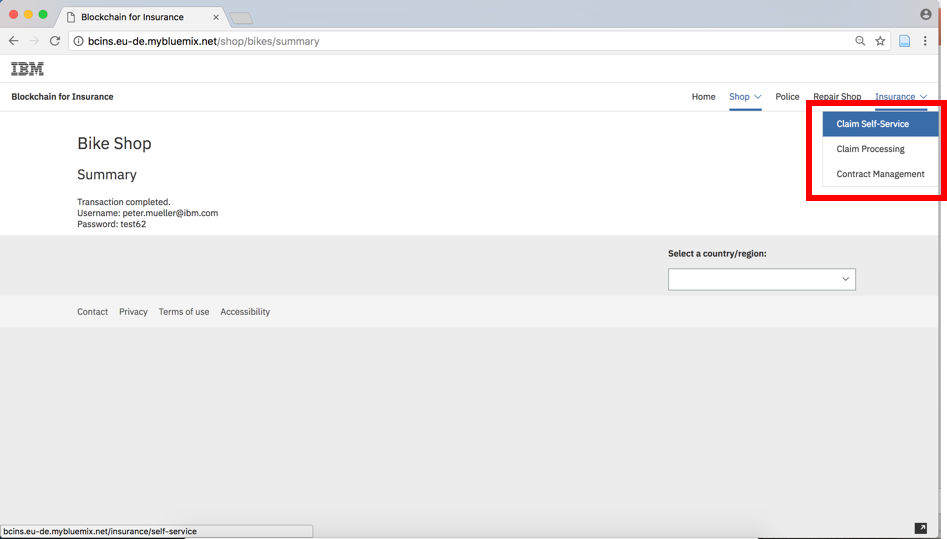 Blockchain for Insurance
bcins.eu-de.mybluemix.net/shop/bikes/summary
IBM
Blockchain for Insurance
Home Shop Police Repair Shop Insurance
Claim Self-Service
Claim Processing
Contract Management
Bike Shop
Summary
Transaction completed.
Username: peter.mueller@ibm.com
Password: test62
Select a country/region:
Contact Privacy Terms of use Accessibility
bcins.eu-de.mybluemix.net/insurance/self-service